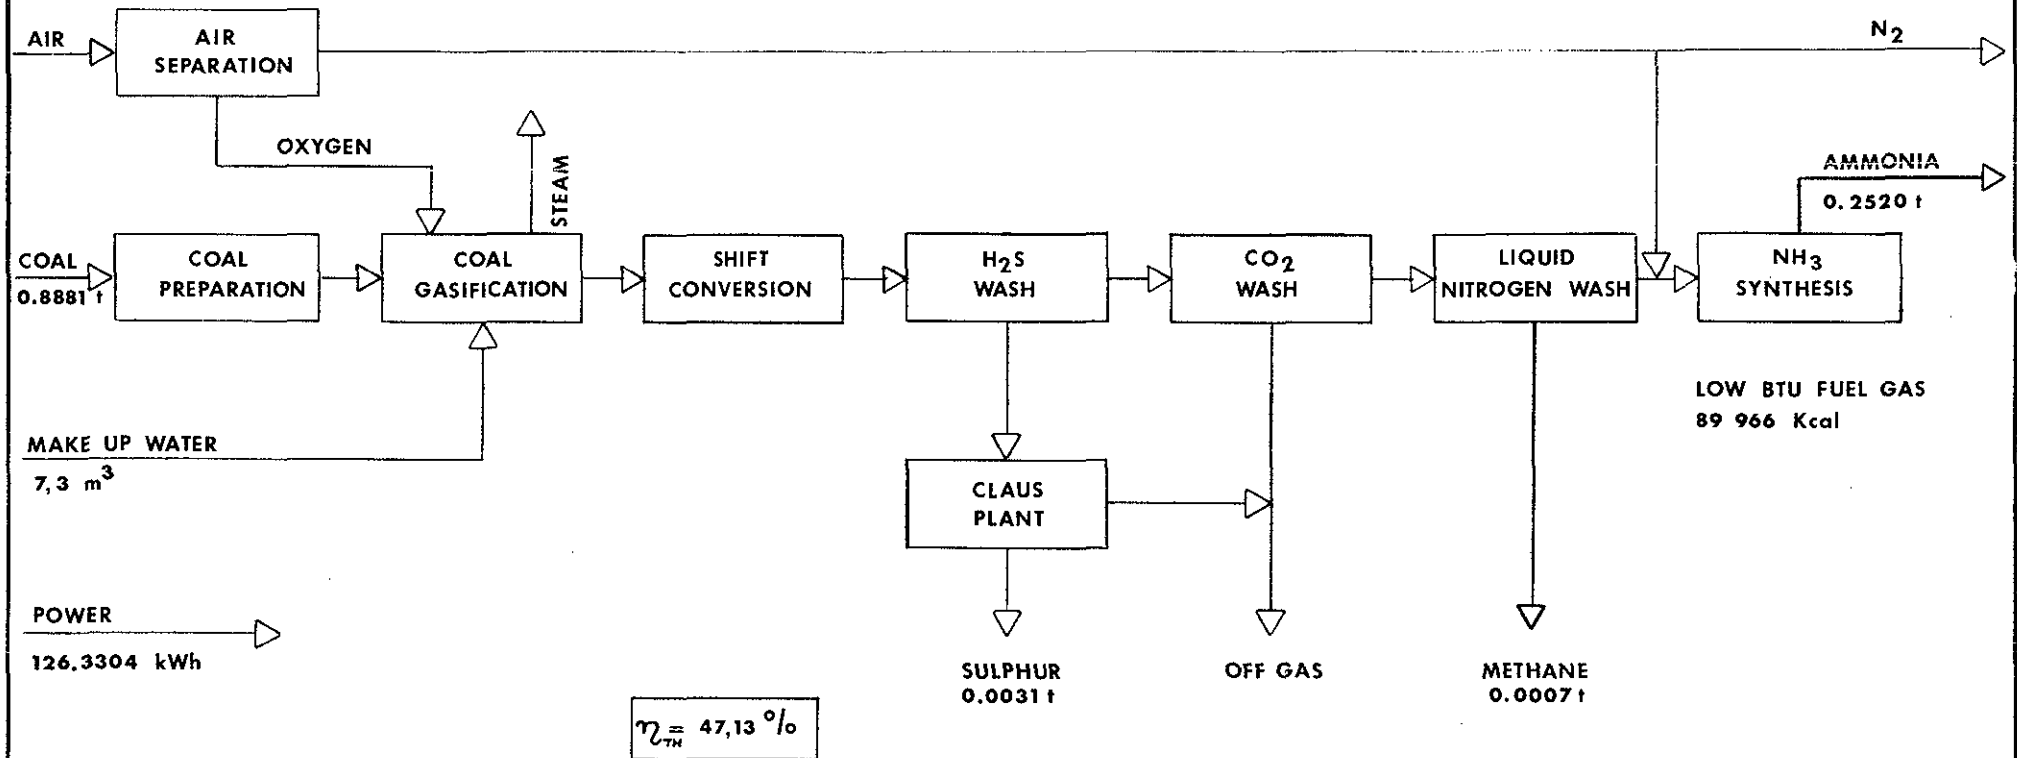 AIR
AIR
SEPARATION
N2
OXYGEN
STEAM
AMMONIA
0.2520 t
COAL
0.8881 t
COAL
PREPARATION
COAL
GASIFICATION
SHIFT
CONVERSION
H2S
WASH
CO2
WASH
LIQUID
NITROGEN WASH
NH3
SYNTHESIS
LOW BTU FUEL GAS
89 966 Kcal
MAKE UP WATER
7,3 m³
CLAUS
PLANT
POWER
126.3304 kWh
SULPHUR
0.0031 t
OFF GAS
METHANE
0.0007 t
ηTH = 47,13 %